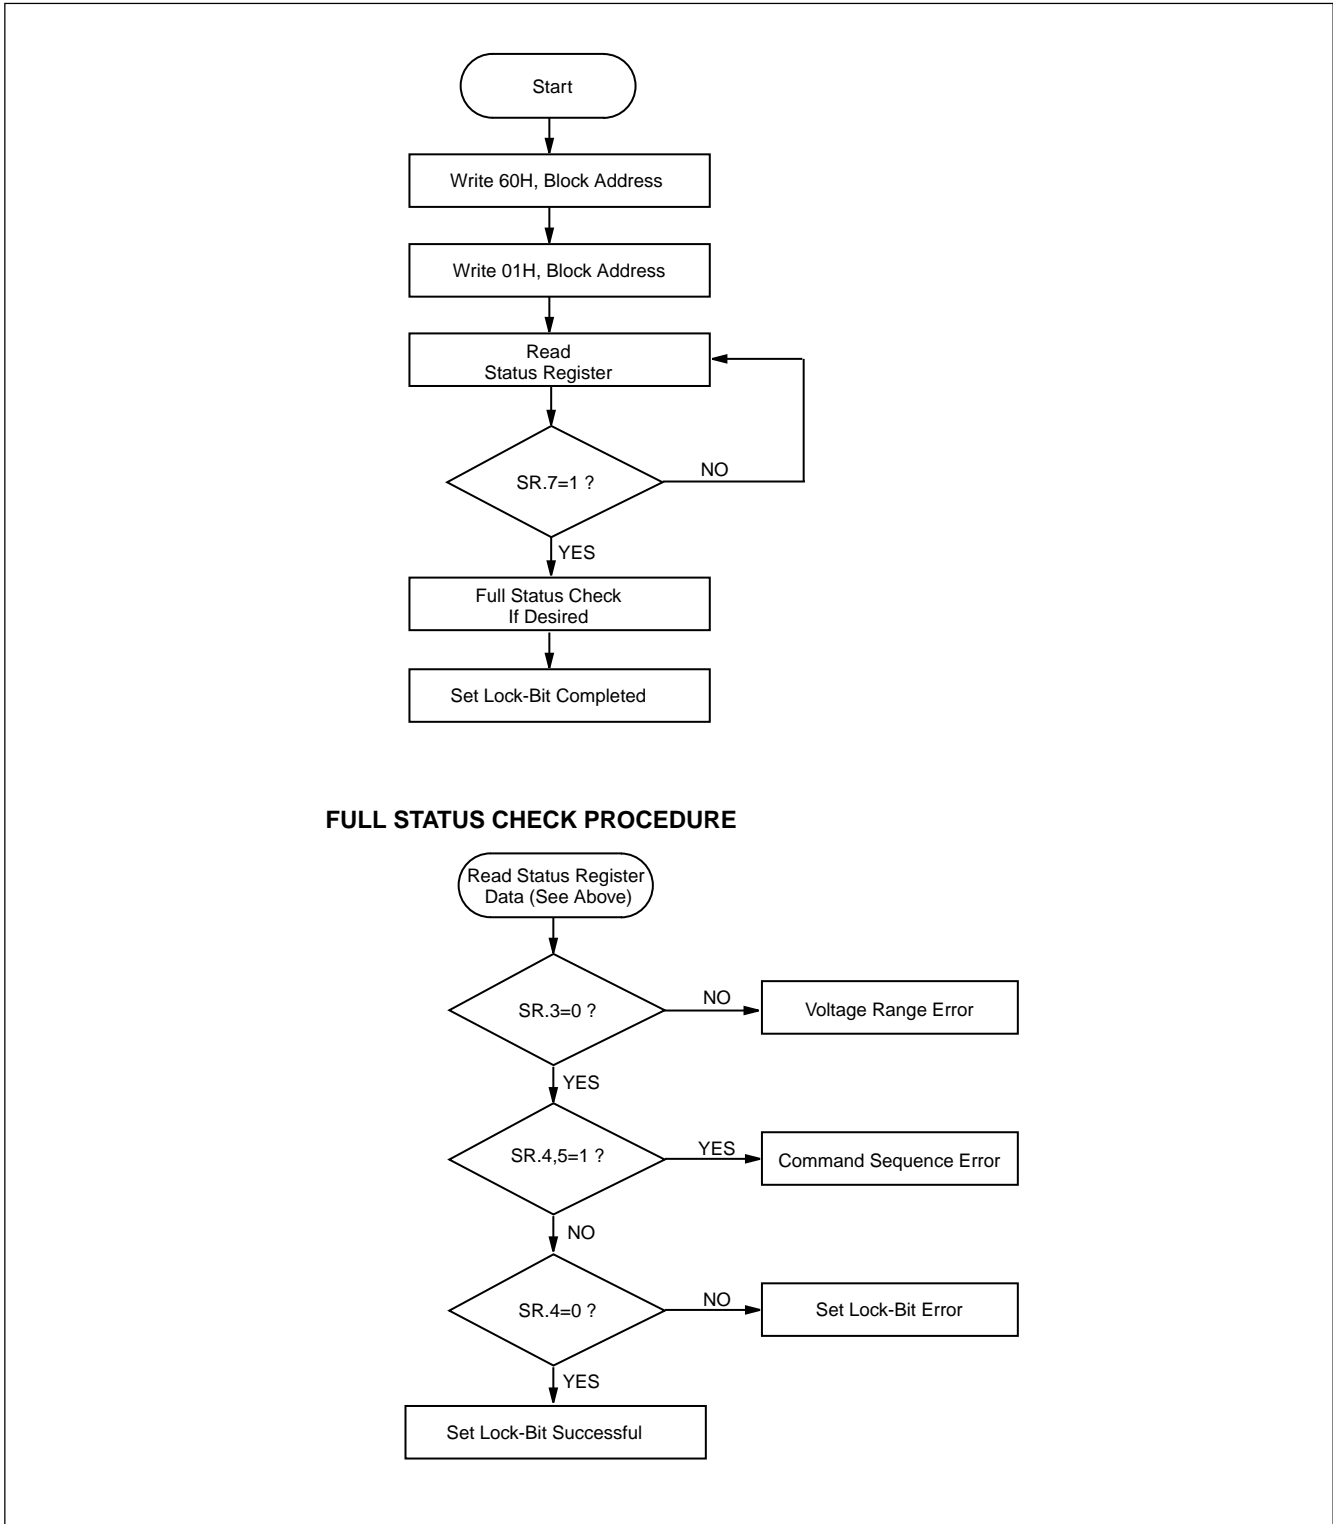 Start
Write 60H, Block Address
Write 01H, Block Address
Read
Status Register
SR.7=1 ?
NO
YES
Full Status Check
If Desired
Set Lock-Bit Completed
FULL STATUS CHECK PROCEDURE
Read Status Register
Data (See Above)
SR.3=0 ?
NO
Voltage Range Error
YES
SR.4,5=1 ?
YES
Command Sequence Error
NO
SR.4=0 ?
NO
Set Lock-Bit Error
YES
Set Lock-Bit Successful